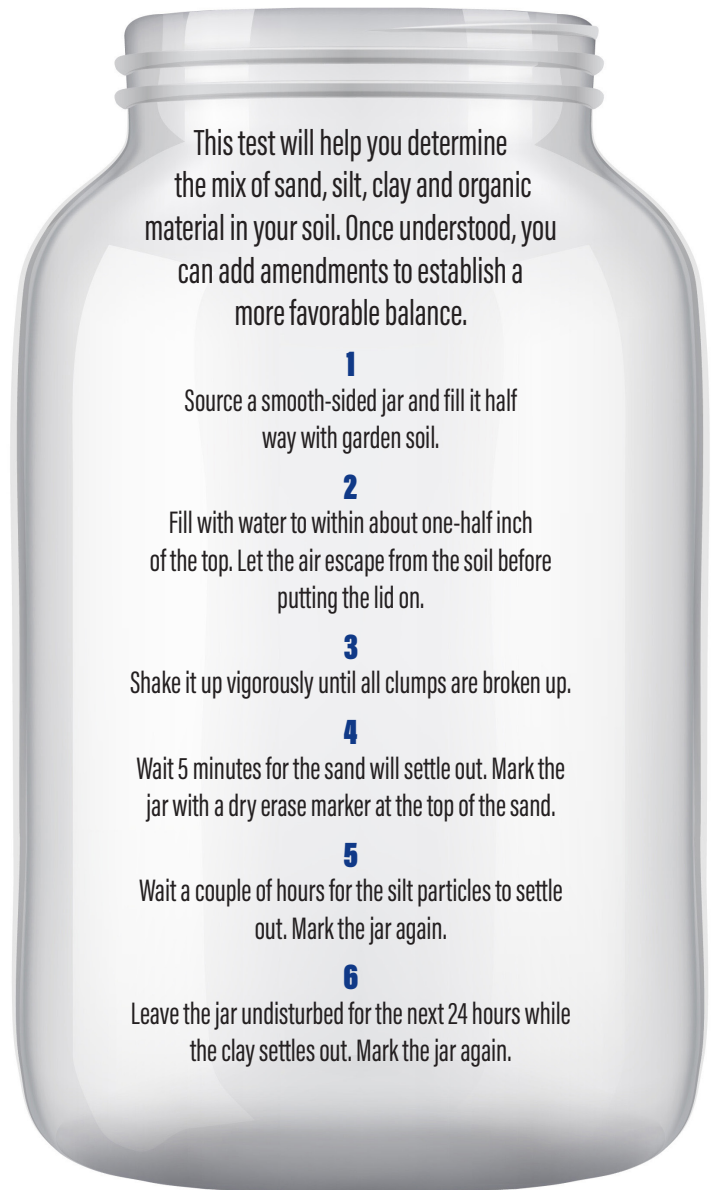 This test will help you determine
the mix of sand, silt, clay and organic
material in your soil. Once understood, you
can add amendments to establish a
more favorable balance.
1
Source a smooth-sided jar and fill it half
way with garden soil.
2
Fill with water to within about one-half inch
of the top. Let the air escape from the soil before
putting the lid on.
3
Shake it up vigorously until all clumps are broken up.
4
Wait 5 minutes for the sand will settle out. Mark the
jar with a dry erase marker at the top of the sand.
5
Wait a couple of hours for the silt particles to settle
out. Mark the jar again.
6
Leave the jar undisturbed for the next 24 hours while
the clay settles out. Mark the jar again.